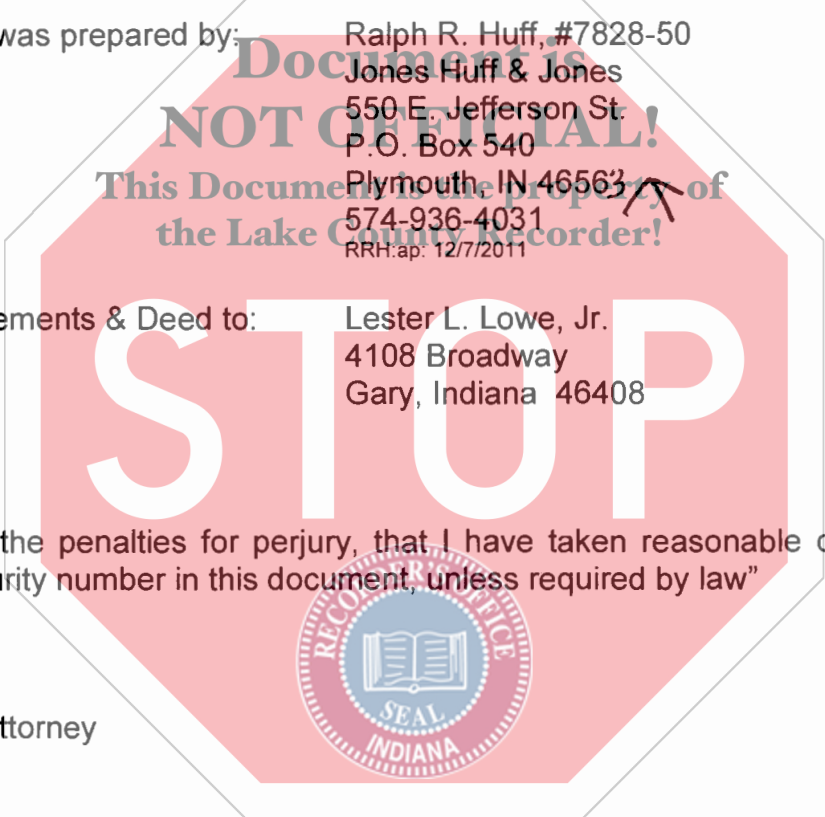 was prepared by: Ralph R. Huff, #7828-50
Document is
Jones Huff & Jones
550 E. Jefferson St.
NOT OFFICIAL!
P.O. Box 540
Plymouth, IN 46563
This Document is the property of
574-936-4031
the Lake County Recorder!
RRH:ap: 12/7/2011
ements & Deed to: Lester L. Lowe, Jr.
4108 Broadway
Gary, Indiana 46408
STOP
the penalties for perjury, that I have taken reasonable c
rity number in this document, unless required by law”
RECORDER'S OFFICE
SEAL
INDIANA
ttorney